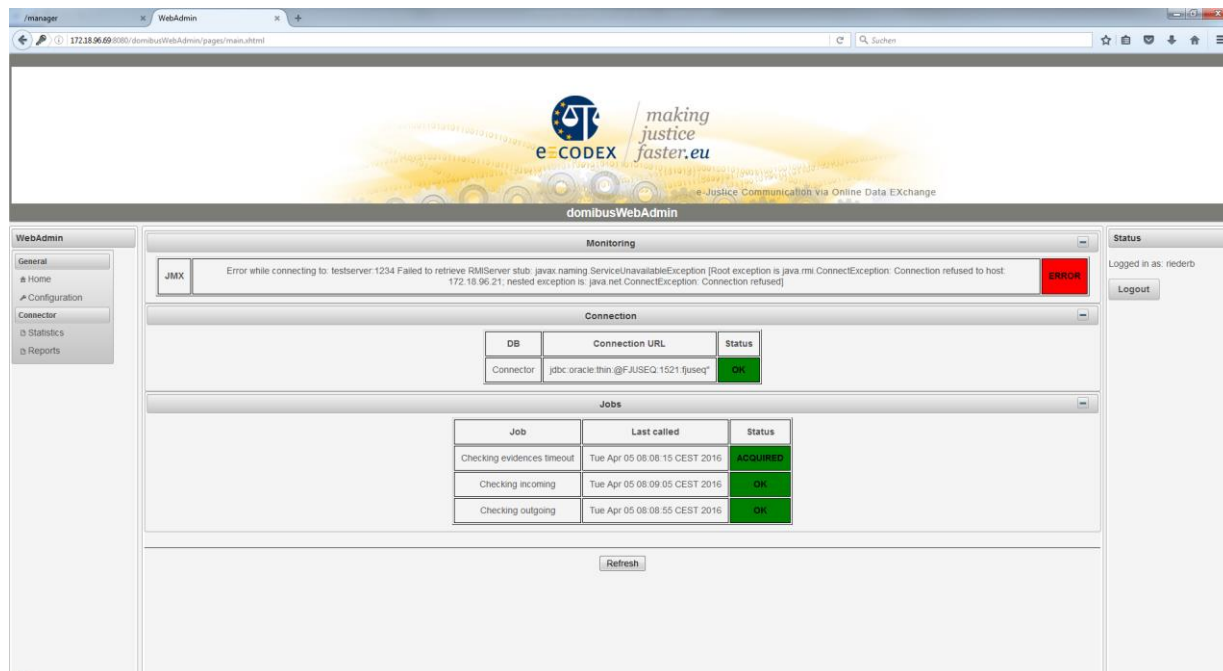 /manager
WebAdmin
172.18.96.69:8080/domibusWebAdmin/pages/main.xhtml
Suchen
e-CODEX
making
justice
faster.eu
e-Justice Communication via Online Data EXchange
domibusWebAdmin
WebAdmin
General
Home
Configuration
Connector
Statistics
Reports
Monitoring
JMX
Error while connecting to: testserver:1234 Failed to retrieve RMIServer stub: javax.naming.ServiceUnavailableException [Root exception is java.rmi.ConnectException: Connection refused to host:
172.18.96.21; nested exception is: java.net.ConnectException: Connection refused]
ERROR
Connection
DB Connection URL Status
Connector jdbc:oracle:thin:@FJUSEQ:1521:fjuseq* OK
Jobs
Job Last called Status
Checking evidences timeout Tue Apr 05 08:08:15 CEST 2016 ACQUIRED
Checking incoming Tue Apr 05 08:09:05 CEST 2016 OK
Checking outgoing Tue Apr 05 08:08:55 CEST 2016 OK
Refresh
Status
Logged in as: riederb
Logout